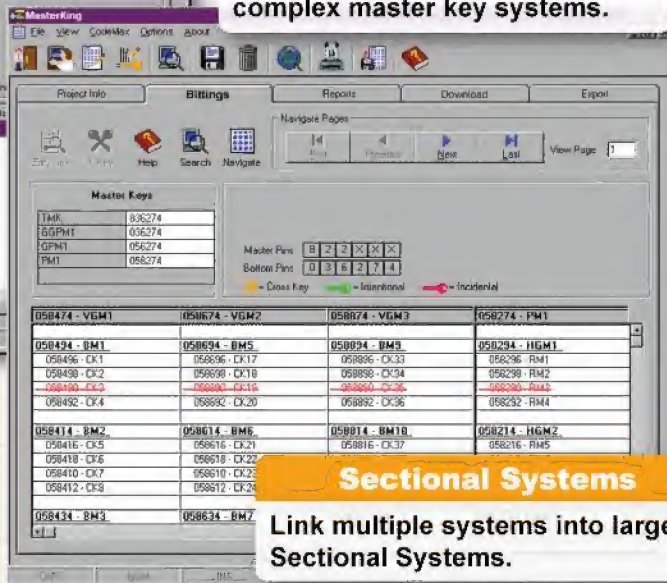 complex master key systems.
MasterKing
File View CodeMax Options About
Project Info Bittings Reports Download Export
Navigate Pages
Help Search Navigate
Next Last View Page 1
Master Keys
TMK 836274
GGPM1 036274
GPM1 056274
PM1 058274
Master Pins 8 2 2 X X X
Bottom Pins 0 3 6 2 7 4
= Cross Key = Intentional = Incidental
058474 - VGM1 058674 - VGM2 058874 - VGM3 058274 - PM1
058494 - BM1 058694 - BM5 058894 - BM9 058294 - HGM1
058496 - CK1 058696 - CK17 058896 - CK33 058296 - RM1
058498 - CK2 058698 - CK18 058898 - CK34 058298 - RM2
058492 - CK4 058692 - CK20 058892 - CK36 058292 - RM4
058414 - BM2 058614 - BM6 058814 - BM10 058214 - HGM2
058416 - CK5 058616 - CK21 058816 - CK37 058216 - RM5
058418 - CK6 058618 - CK22
058410 - CK7 058610 - CK23
058412 - CK8 058612 - CK24
058434 - BM3 058634 - BM7
Sectional Systems
Link multiple systems into large
Sectional Systems.